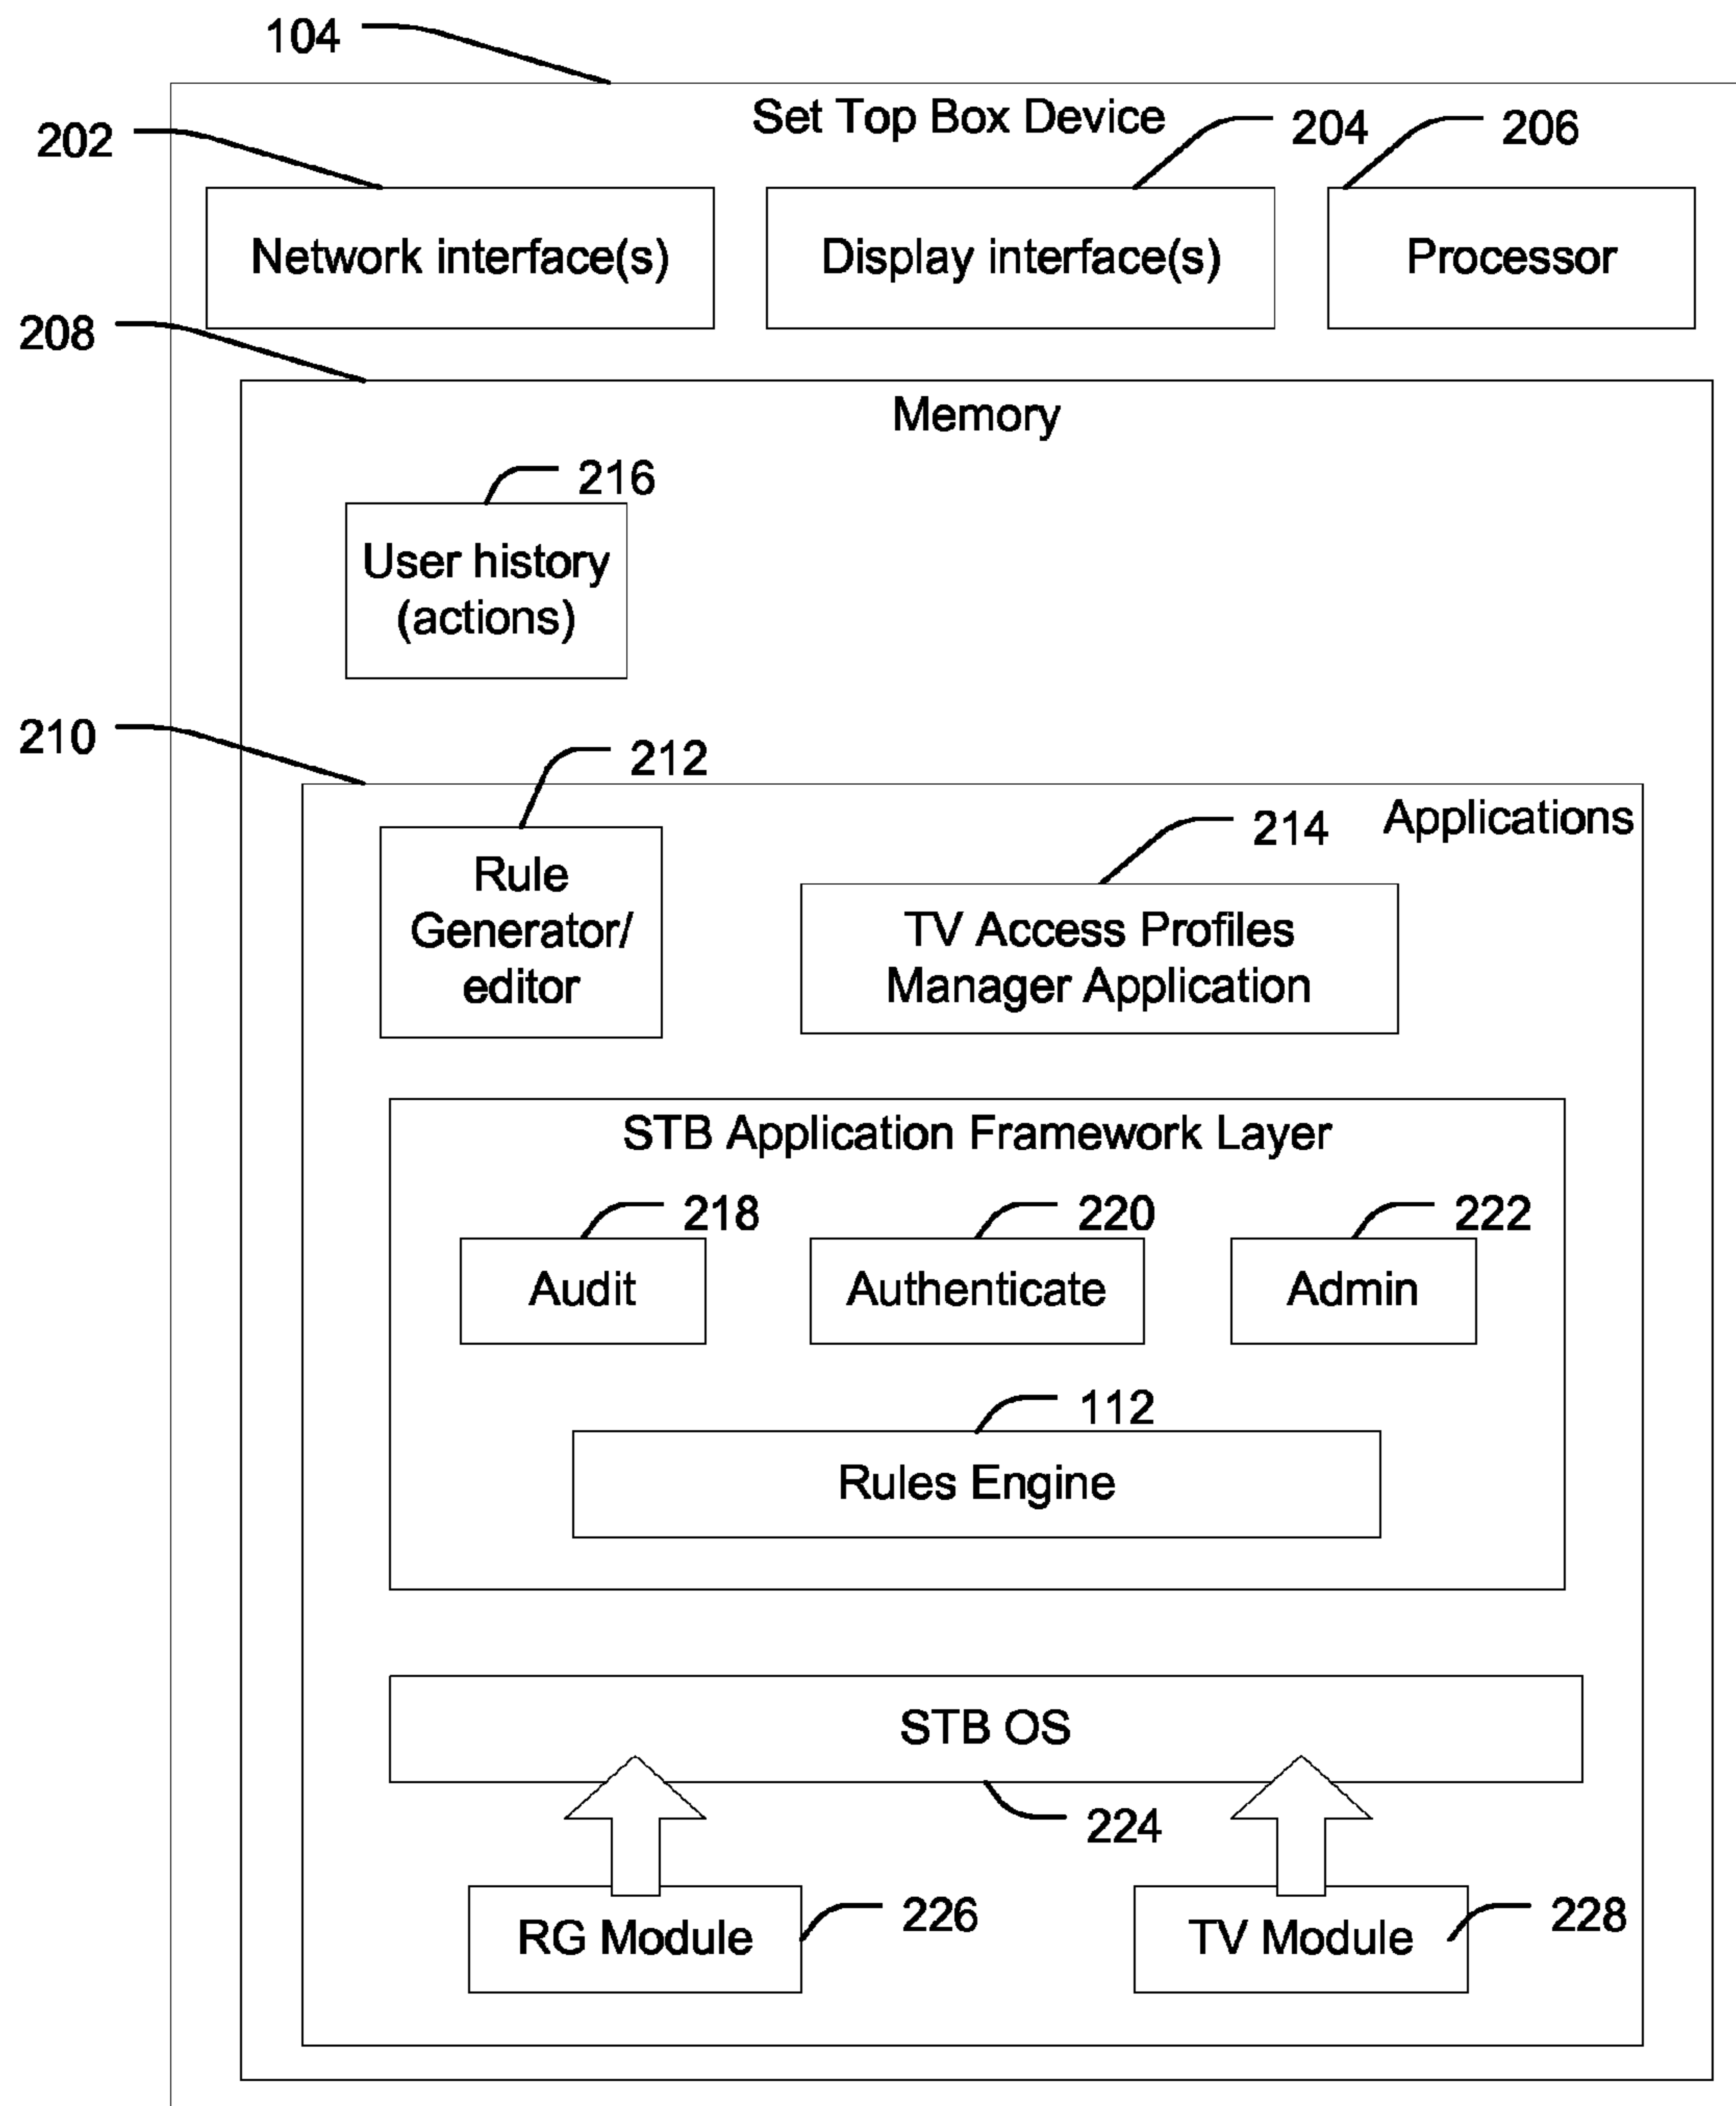 104
Set Top Box Device
202
204
206
Network interface(s)
Display interface(s)
Processor
208
Memory
216
User history
(actions)
210
212
214
Applications
Rule
Generator/
editor
TV Access Profiles
Manager Application
STB Application Framework Layer
218
220
222
Audit
Authenticate
Admin
112
Rules Engine
STB OS
224
RG Module
226
TV Module
228